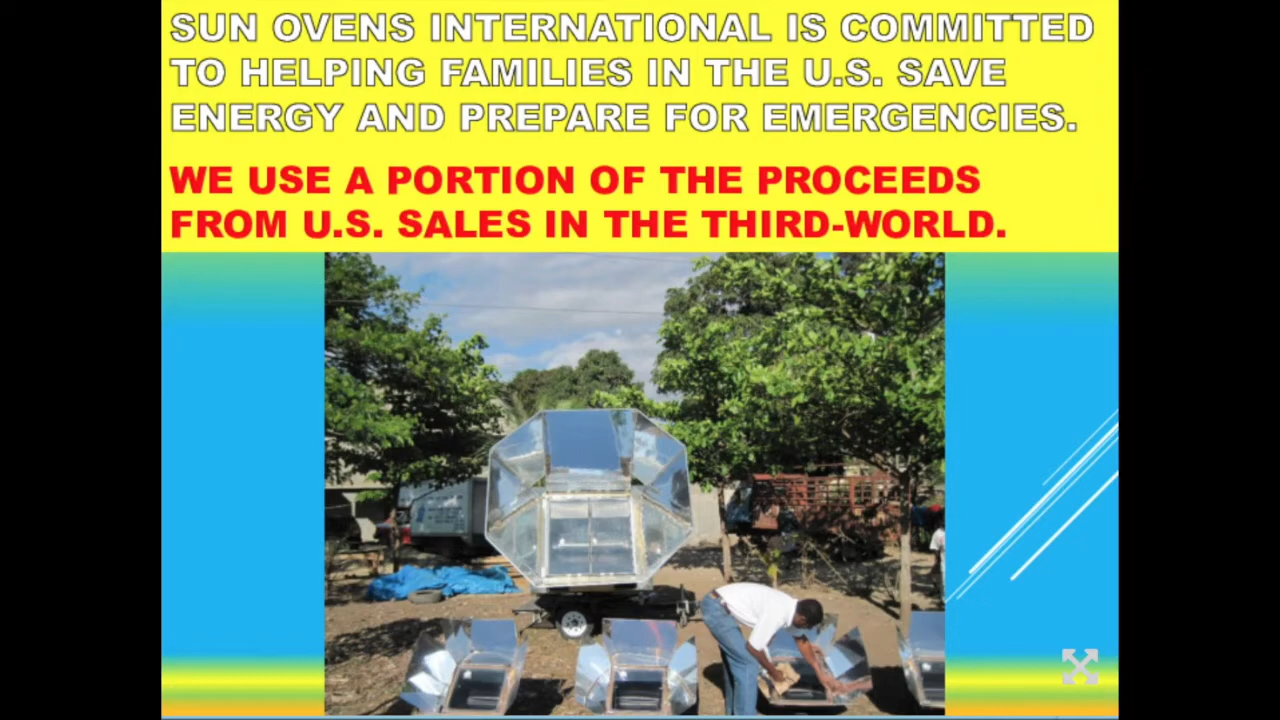 SUN OVENS INTERNATIONAL IS COMMITTED
TO HELPING FAMILIES IN THE U.S. SAVE
ENERGY AND PREPARE FOR EMERGENCIES.
WE USE A PORTION OF THE PROCEEDS
FROM U.S. SALES IN THE THIRD-WORLD.